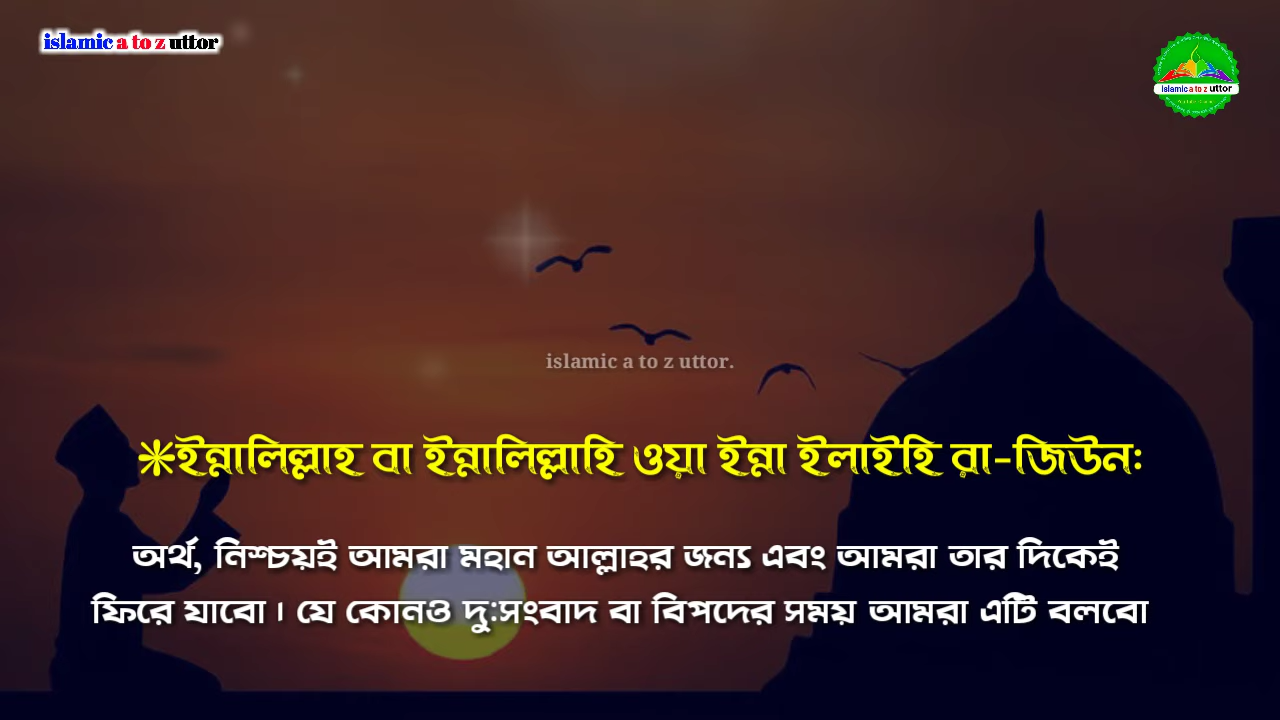 islamic a to z uttor
islamic a to z uttor
islamic a to z uttor.
❈ইন্নালিল্লাহ বা ইন্নালিল্লাহি ওয়া ইন্না ইলাইহি রা-জিউনঃ
অর্থ, নিশ্চয়ই আমরা মহান আল্লাহর জন্য এবং আমরা তার দিকেই
ফিরে যাবো। যে কোনও দু:সংবাদ বা বিপদের সময় আমরা এটি বলবো